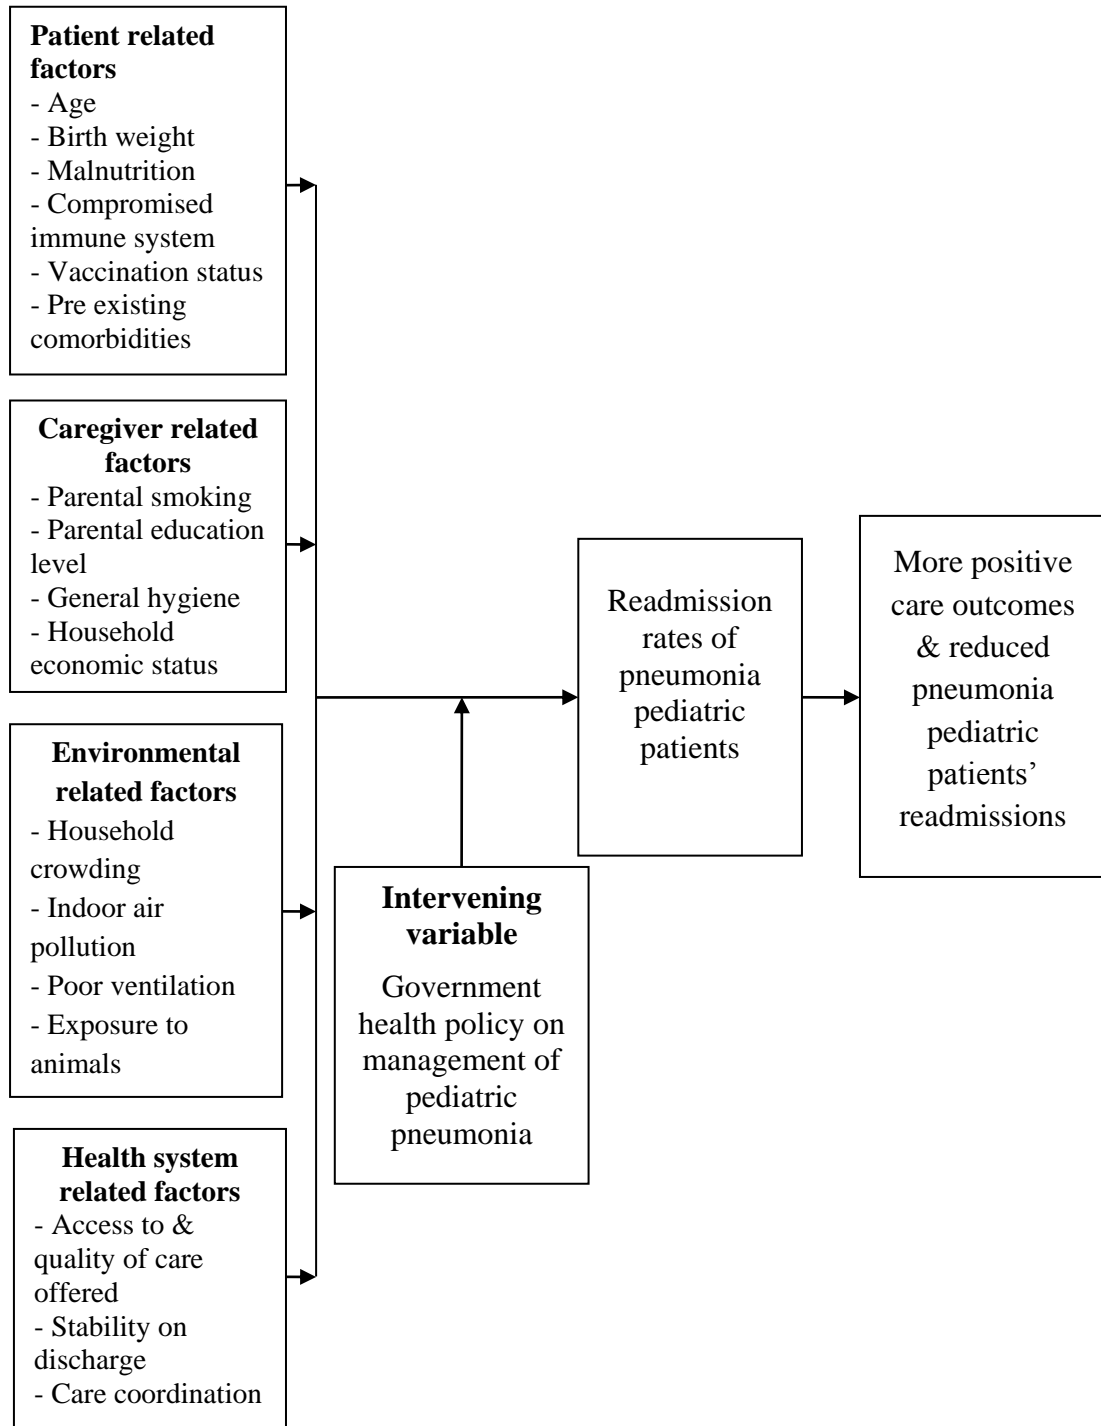 Patient related
factors
- Age
- Birth weight
- Malnutrition
- Compromised
immune system
- Vaccination status
- Pre existing
comorbidities
Caregiver related
factors
- Parental smoking
- Parental education
level
- General hygiene
- Household
economic status
Environmental
related factors
- Household
crowding
- Indoor air
pollution
- Poor ventilation
- Exposure to
animals
Health system
related factors
- Access to &
quality of care
offered
- Stability on
discharge
- Care coordination
Intervening
variable
Government
health policy on
management of
pediatric
pneumonia
Readmission
rates of
pneumonia
pediatric
patients
More positive
care outcomes
& reduced
pneumonia
pediatric
patients’
readmissions